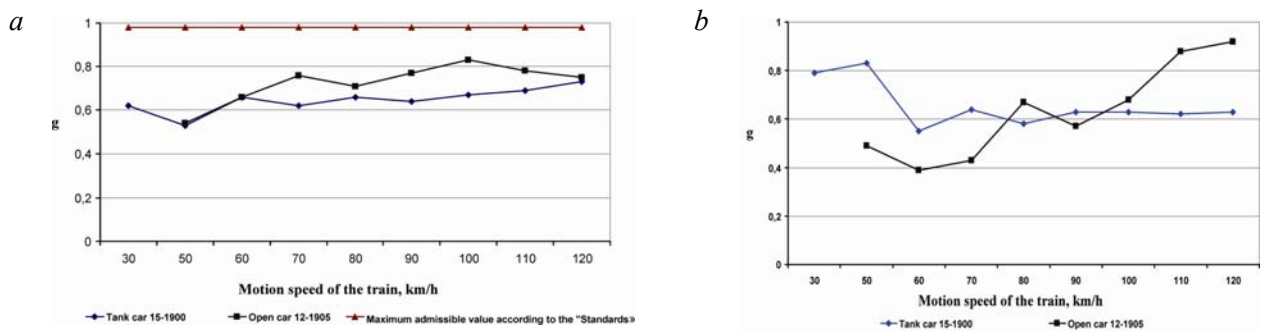 a
1
0,8
0,6
0,4
0,2
0
30 50 60 70 80 90 100 110 120
Motion speed of the train, km/h
Tank car 15-1900 Open car 12-1905 Maximum admissible value according to the "Standards»
b
1
0,8
0,6
0,4
0,2
0
30 50 60 70 80 90 100 110 120
Motion speed of the train, km/h
Tank car 15-1900 Open car 12-1905